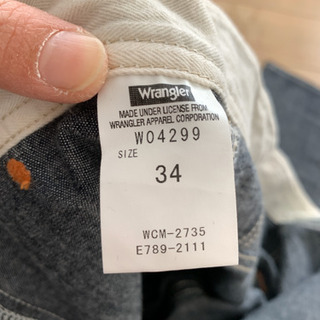 Wrangler
MADE UNDER LICENSE FROM
WRANGLER APPAREL CORPORATION
W04299
SIZE
34
WCM-2735
E789-2111